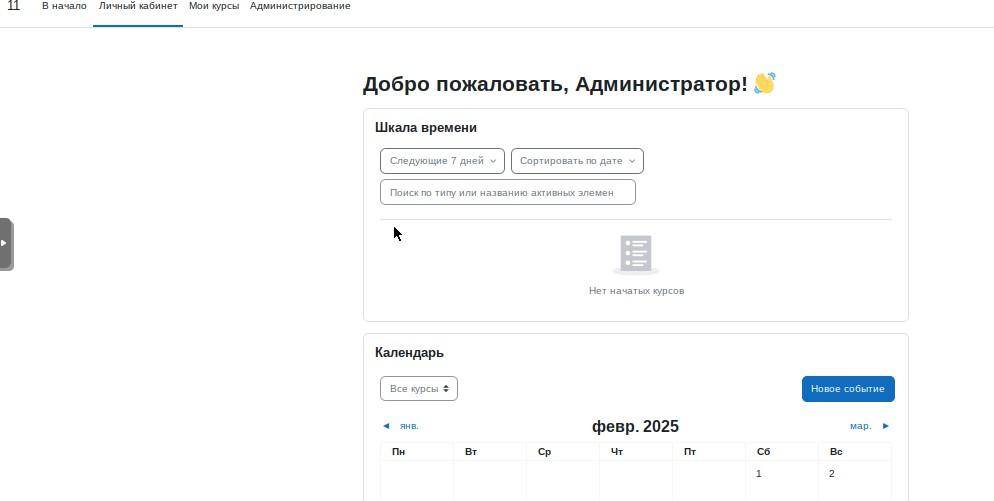 11 В начало Личный кабинет Мои курсы Администрирование
Добро пожаловать, Администратор! 👋
Шкала времени
Следующие 7 дней Сортировать по дате
Поиск по типу или названию активных элемен
Нет начатых курсов
Календарь
Все курсы Новое событие
◄ янв. февр. 2025 мар. ►
Пн Вт Ср Чт Пт Сб Вс
1 2